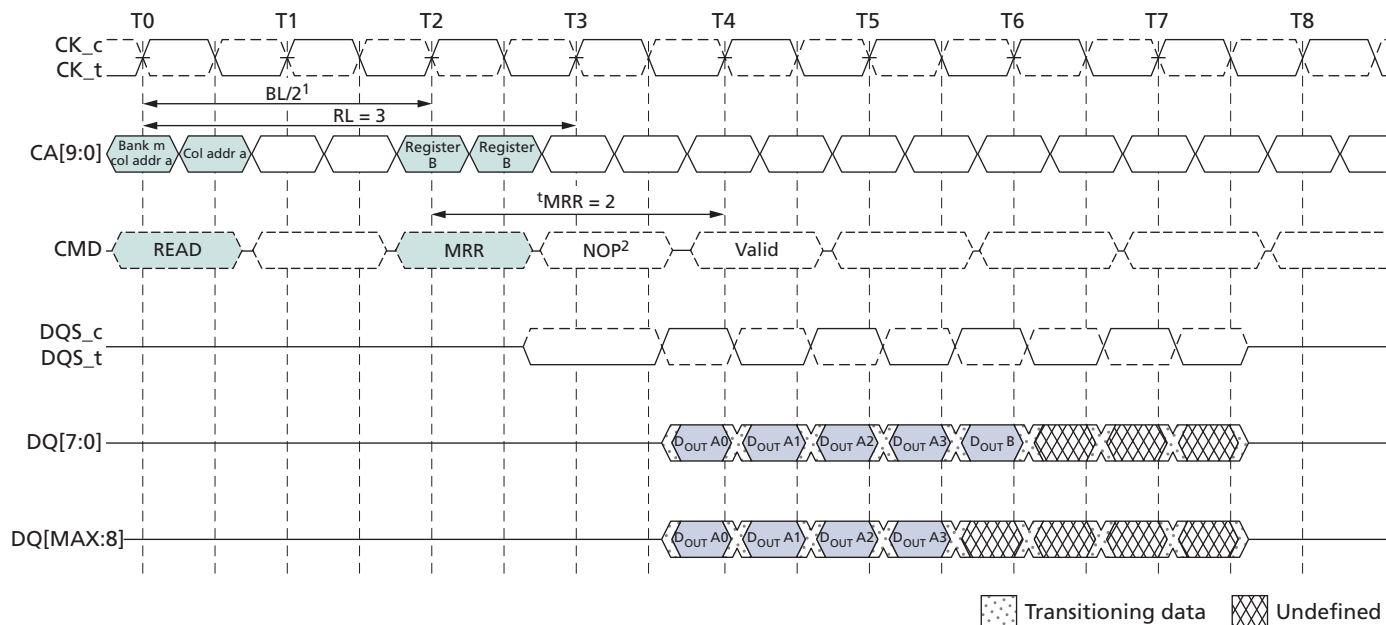 T0 T1 T2 T3 T4 T5 T6 T7 T8
CK_c
CK_t
BL/2¹
RL = 3
CA[9:0] Bank m col addr a Col addr a Register B Register B
ᵗMRR = 2
CMD READ MRR NOP² Valid
DQS_c
DQS_t
DQ[7:0] DOUT A0 DOUT A1 DOUT A2 DOUT A3 DOUT B
DQ[MAX:8] DOUT A0 DOUT A1 DOUT A2 DOUT A3
Transitioning data Undefined